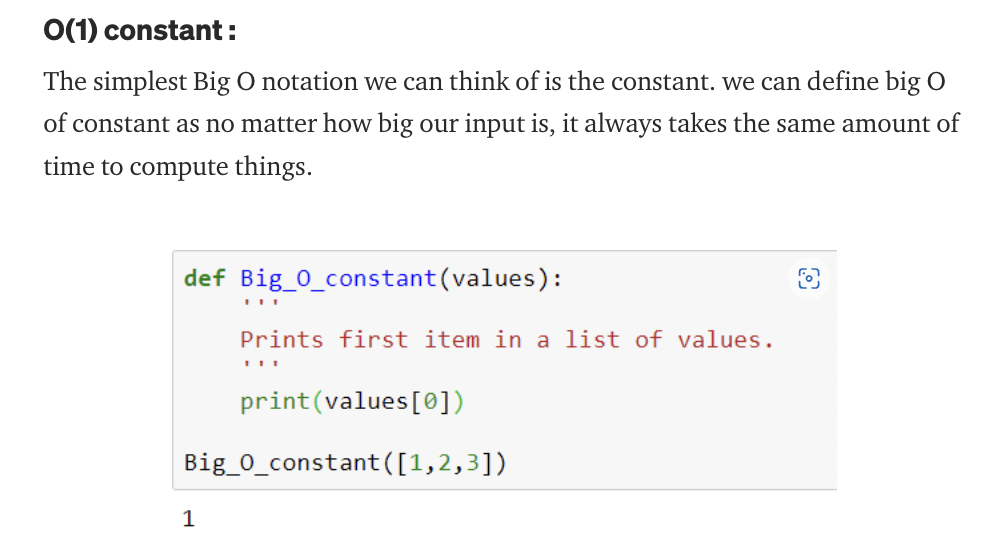 O(1) constant :
The simplest Big O notation we can think of is the constant. we can define big O
of constant as no matter how big our input is, it always takes the same amount of
time to compute things.
def Big_O_constant(values):
    '''
    Prints first item in a list of values.
    '''
    print(values[0])
Big_O_constant([1,2,3])
1